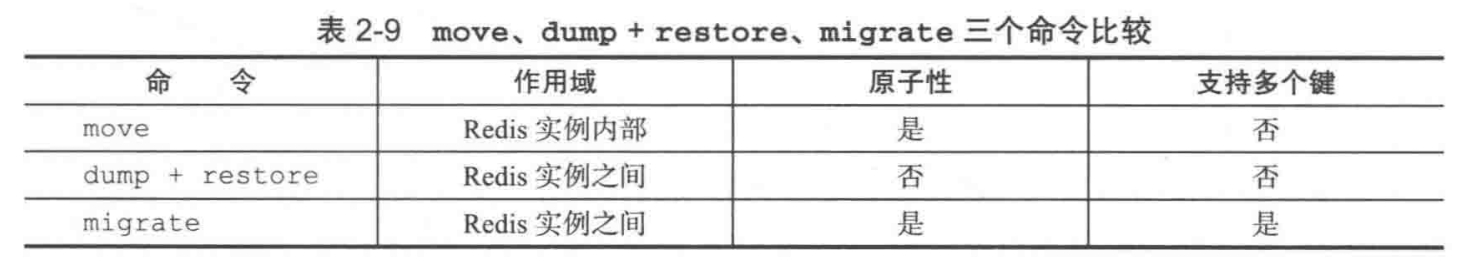 表 2-9 move、dump + restore、migrate 三个命令比较
命 令 作用域 原子性 支持多个键
move Redis 实例内部 是 否
dump + restore Redis 实例之间 否 否
migrate Redis 实例之间 是 是